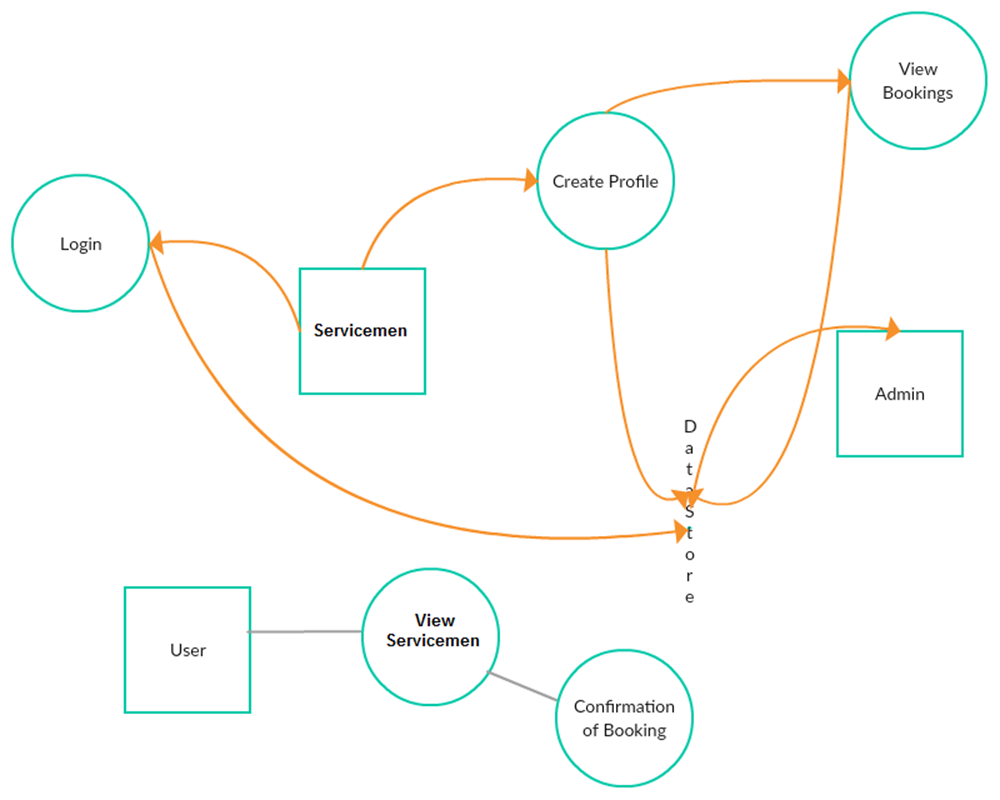 View
Bookings
Create Profile
Login
Servicemen
Admin
D
a
t
a
S
t
o
r
e
View
Servicemen
User
Confirmation
of Booking